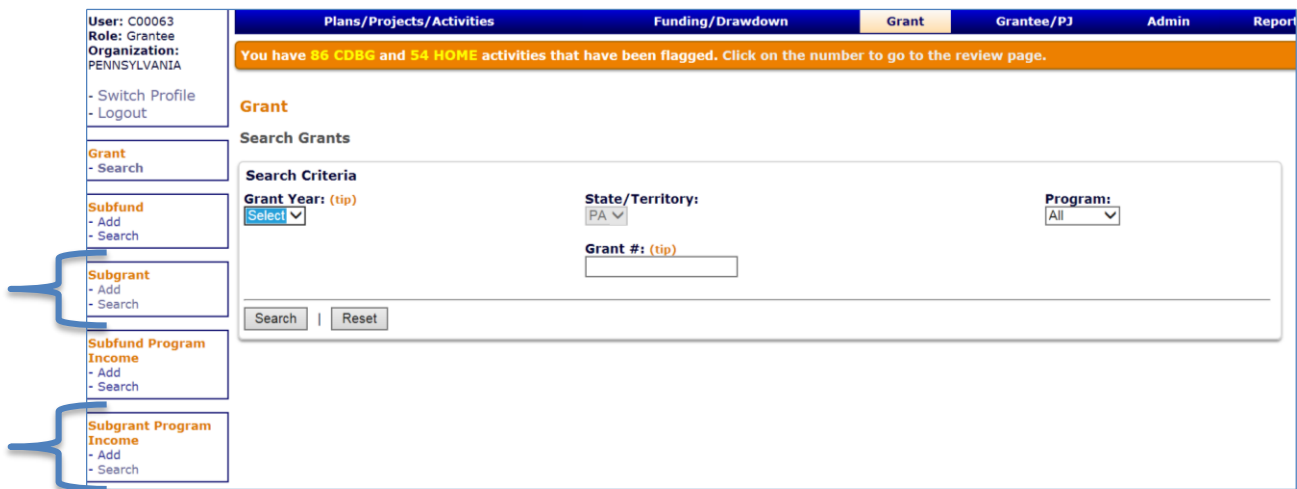 User: C00063
Role: Grantee
Organization:
PENNSYLVANIA
- Switch Profile
- Logout
Grant
- Search
Subfund
- Add
- Search
Subgrant
- Add
- Search
Subfund Program
Income
- Add
- Search
Subgrant Program
Income
- Add
- Search
Plans/Projects/Activities Funding/Drawdown Grant Grantee/PJ Admin Report
You have 86 CDBG and 54 HOME activities that have been flagged. Click on the number to go to the review page.
Grant
Search Grants
Search Criteria
Grant Year: (tip) State/Territory: Program:
Select PA All
Grant #: (tip)
Search | Reset